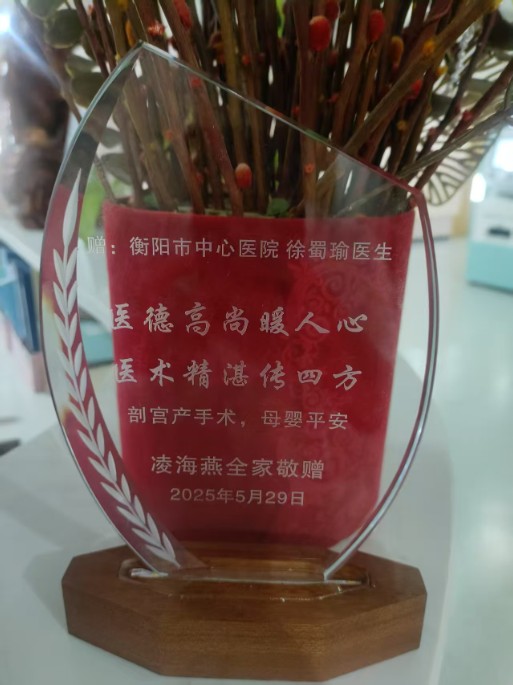 赠：衡阳市中心医院 徐蜀瑜医生
医德高尚暖人心
医术精湛传四方
剖宫产手术，母婴平安
凌海燕全家敬赠
2025年5月29日